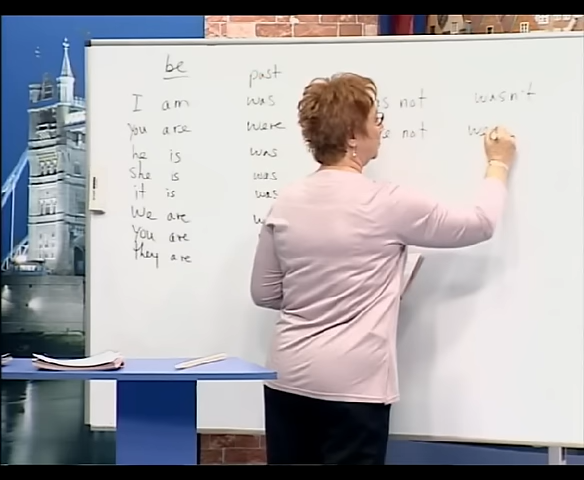 be past
I am was not wasn't
you are were not we
he is was
she is was
it is was
We are
You are
they are